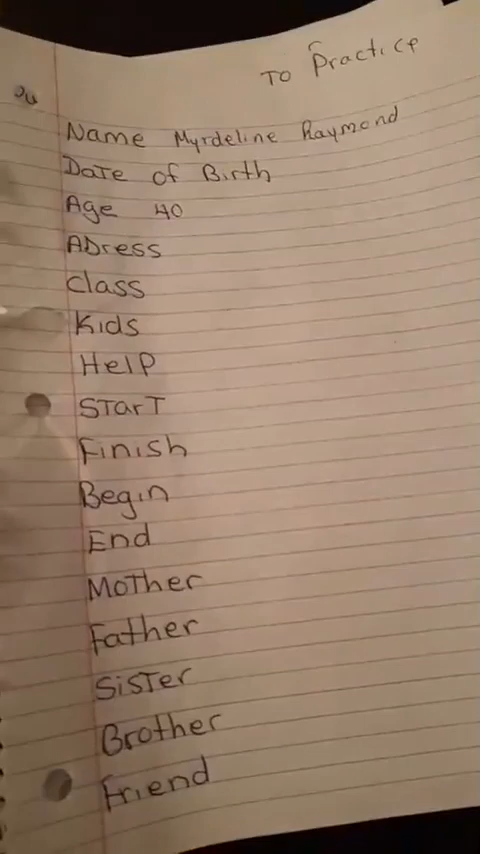 To Practice
Name Myrdeline Raymond
Date of Birth
Age 40
ADress
Class
Kids
Help
STarT
Finish
Begin
End
Mother
Father
Sister
Brother
Friend